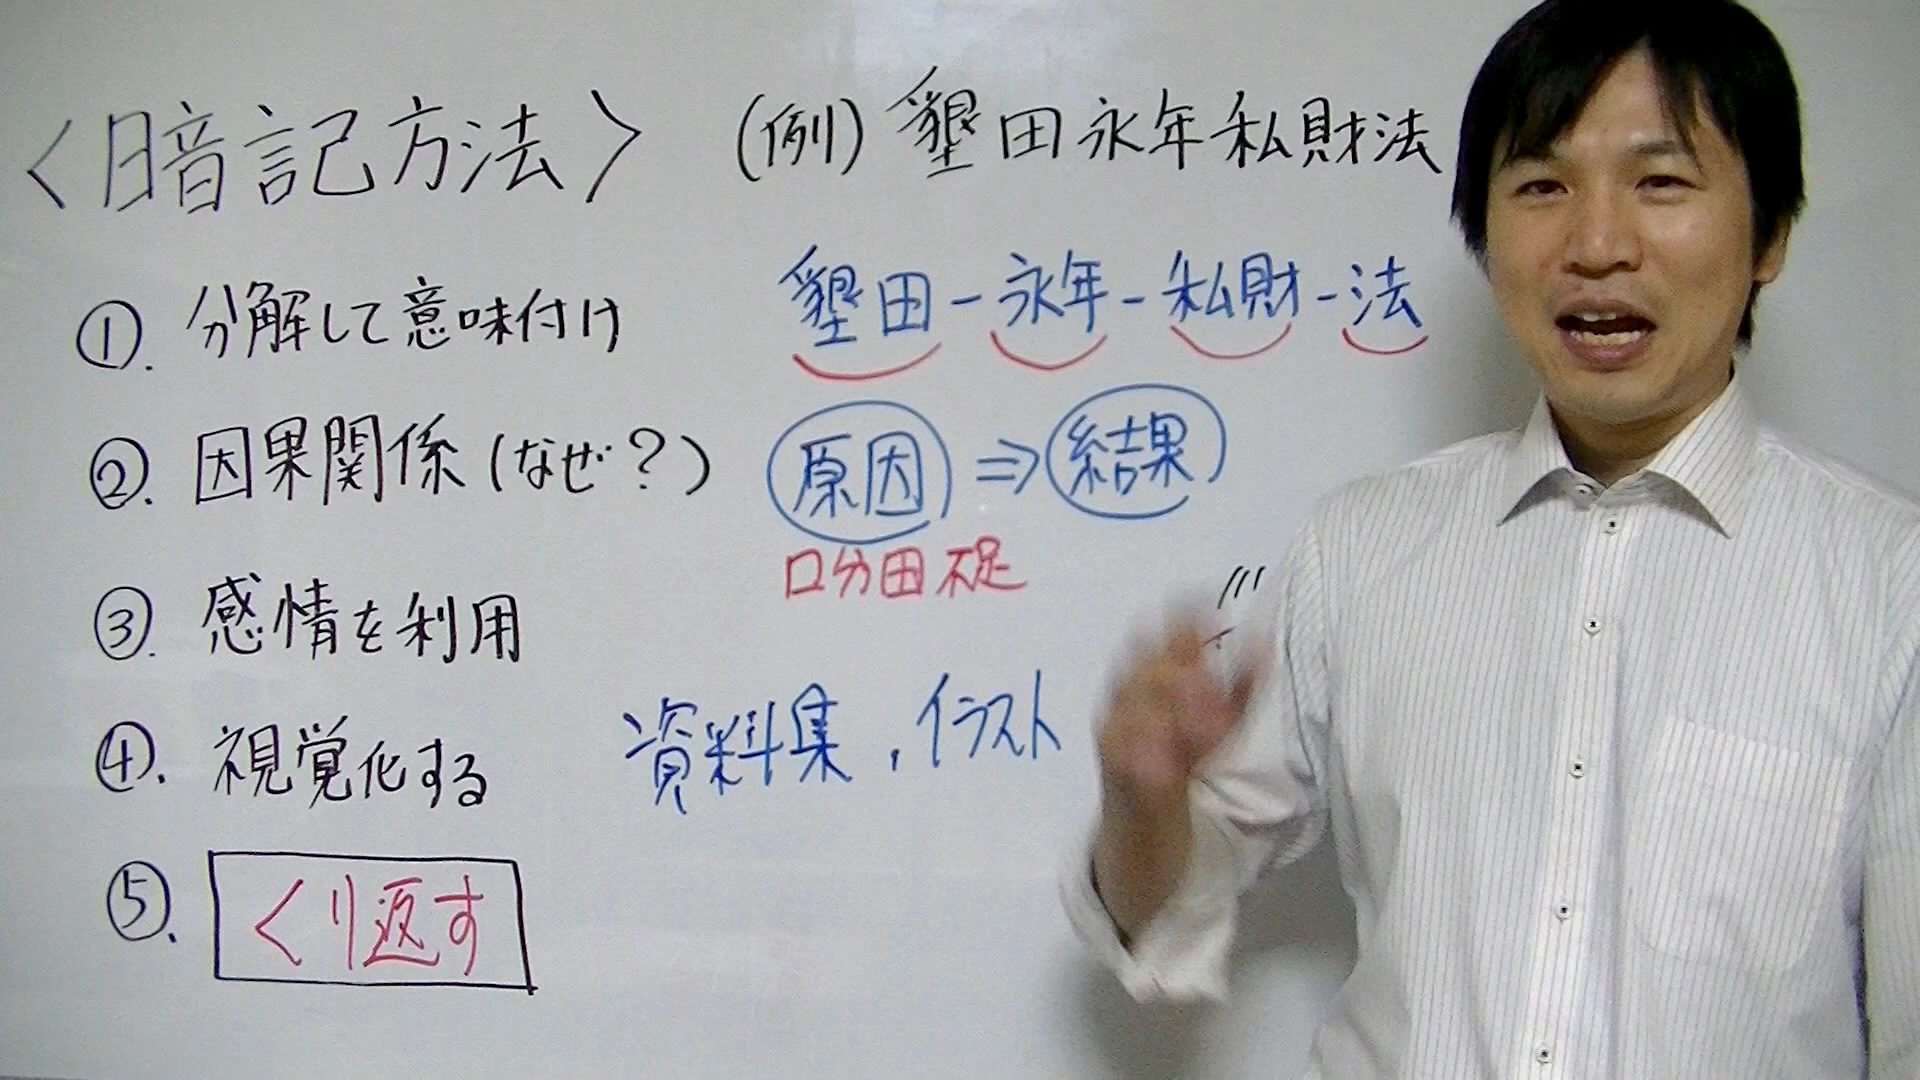 〈暗記方法〉 (例) 墾田永年私財法
①. 分解して意味付け 墾田-永年-私財-法
②. 因果関係(なぜ?) 原因⇒結果
口分田不足
③. 感情を利用
④. 視覚化する 資料集, イラスト
⑤. くり返す